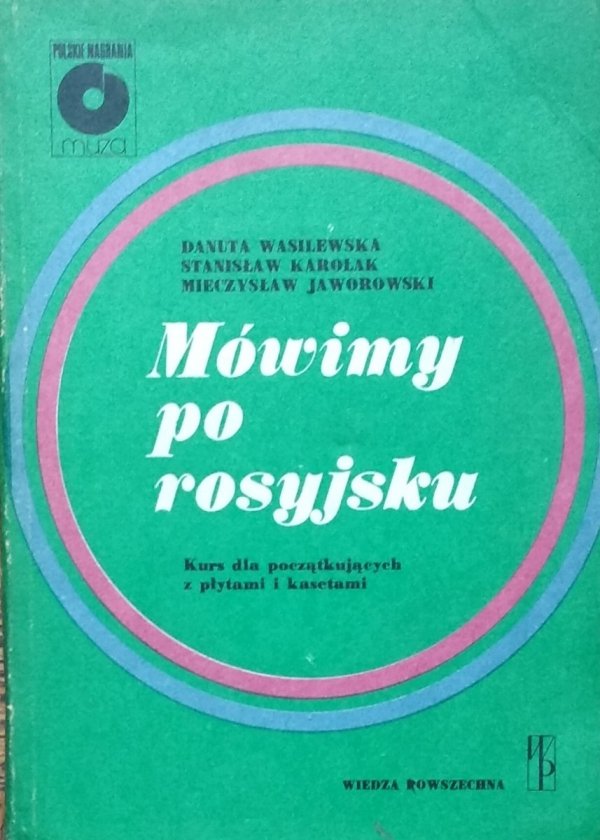 POLSKIE NAGRANIA
muza
DANUTA WASILEWSKA
STANISŁAW KAROLAK
MIECZYSŁAW JAWOROWSKI
Mówimy
po
rosyjsku
Kurs dla początkujących
z płytami i kasetami
WIEDZA POWSZECHNA
WP